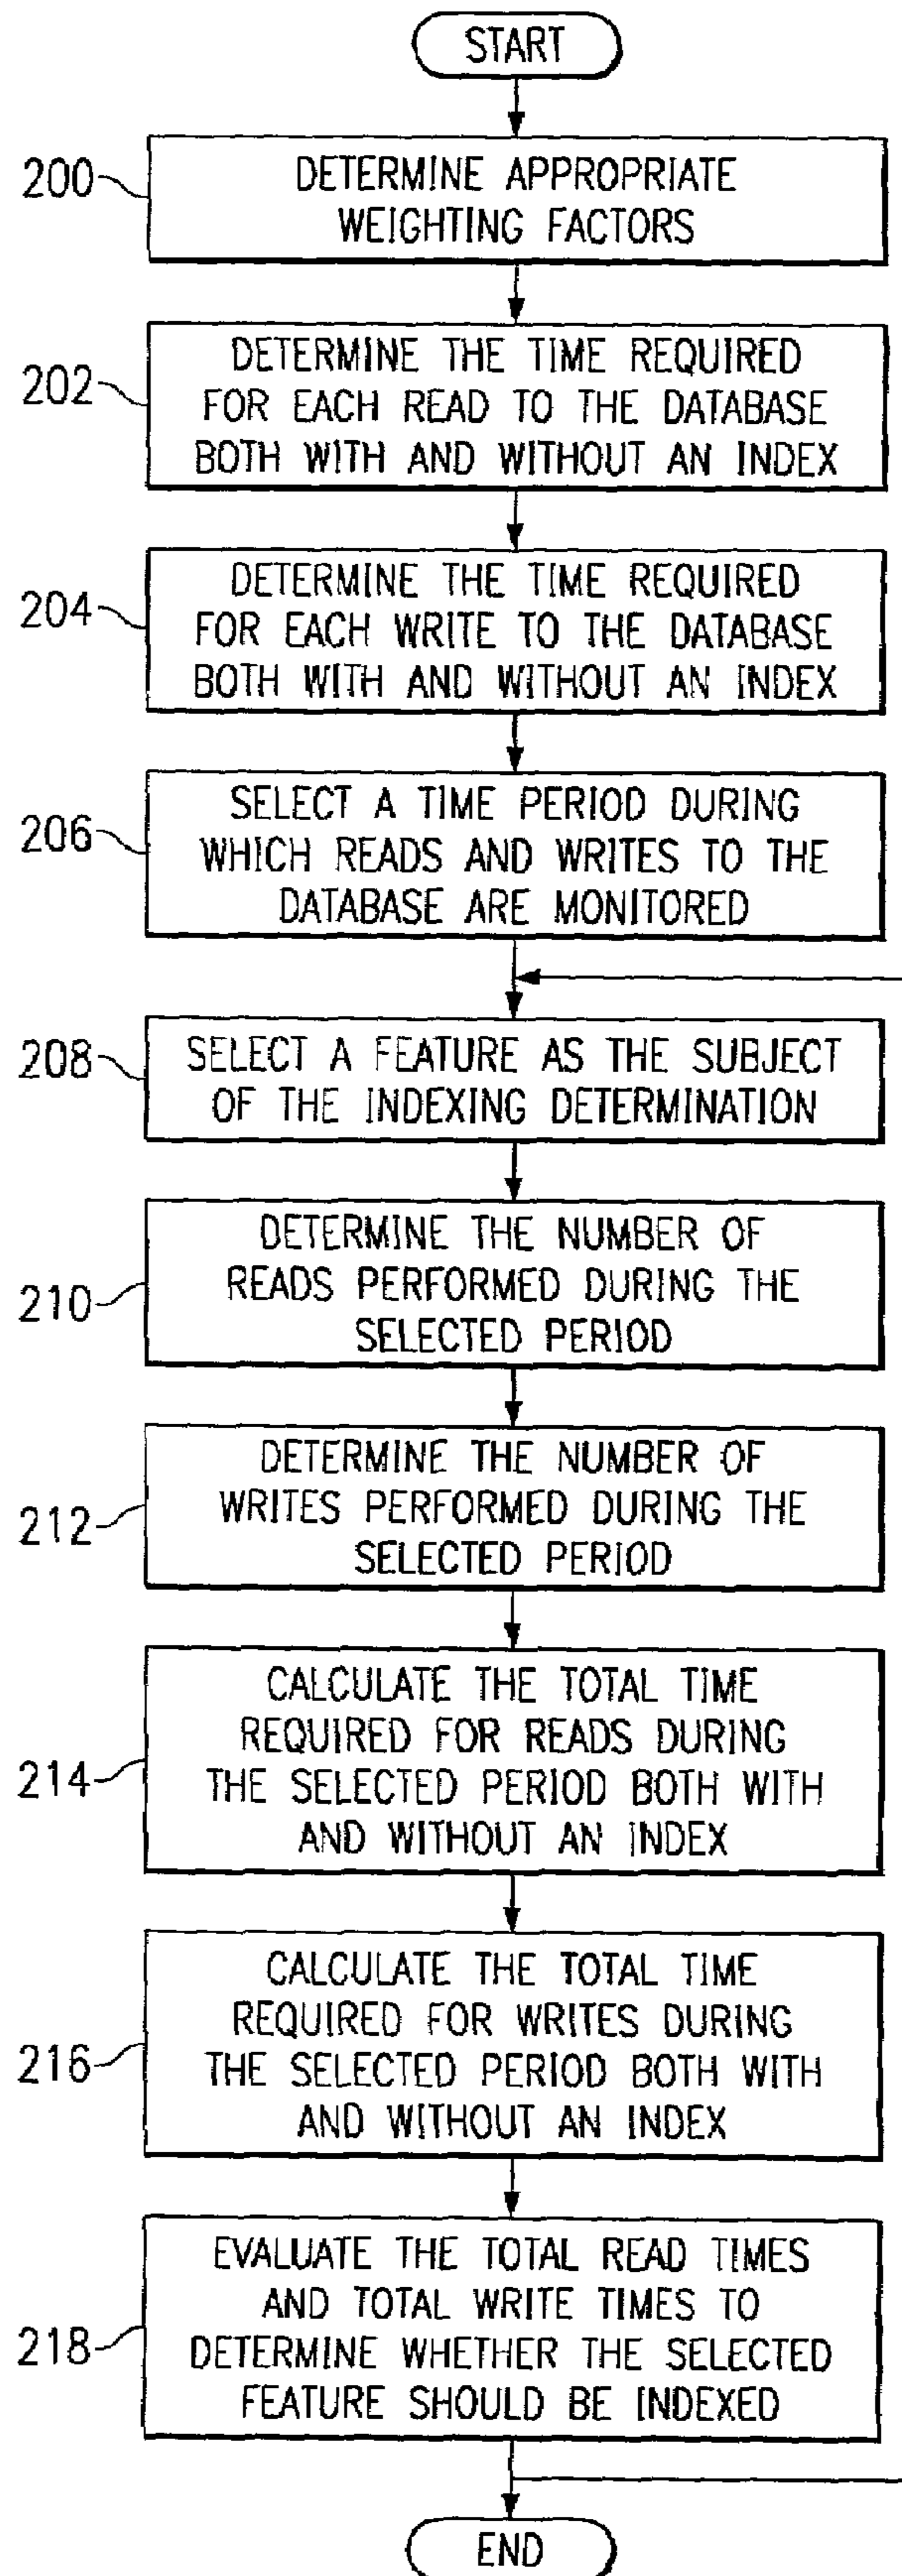 START
200
DETERMINE APPROPRIATE
WEIGHTING FACTORS
202
DETERMINE THE TIME REQUIRED
FOR EACH READ TO THE DATABASE
BOTH WITH AND WITHOUT AN INDEX
204
DETERMINE THE TIME REQUIRED
FOR EACH WRITE TO THE DATABASE
BOTH WITH AND WITHOUT AN INDEX
206
SELECT A TIME PERIOD DURING
WHICH READS AND WRITES TO THE
DATABASE ARE MONITORED
208
SELECT A FEATURE AS THE SUBJECT
OF THE INDEXING DETERMINATION
210
DETERMINE THE NUMBER OF
READS PERFORMED DURING THE
SELECTED PERIOD
212
DETERMINE THE NUMBER OF
WRITES PERFORMED DURING THE
SELECTED PERIOD
214
CALCULATE THE TOTAL TIME
REQUIRED FOR READS DURING
THE SELECTED PERIOD BOTH WITH
AND WITHOUT AN INDEX
216
CALCULATE THE TOTAL TIME
REQUIRED FOR WRITES DURING
THE SELECTED PERIOD BOTH WITH
AND WITHOUT AN INDEX
218
EVALUATE THE TOTAL READ TIMES
AND TOTAL WRITE TIMES TO
DETERMINE WHETHER THE SELECTED
FEATURE SHOULD BE INDEXED
END